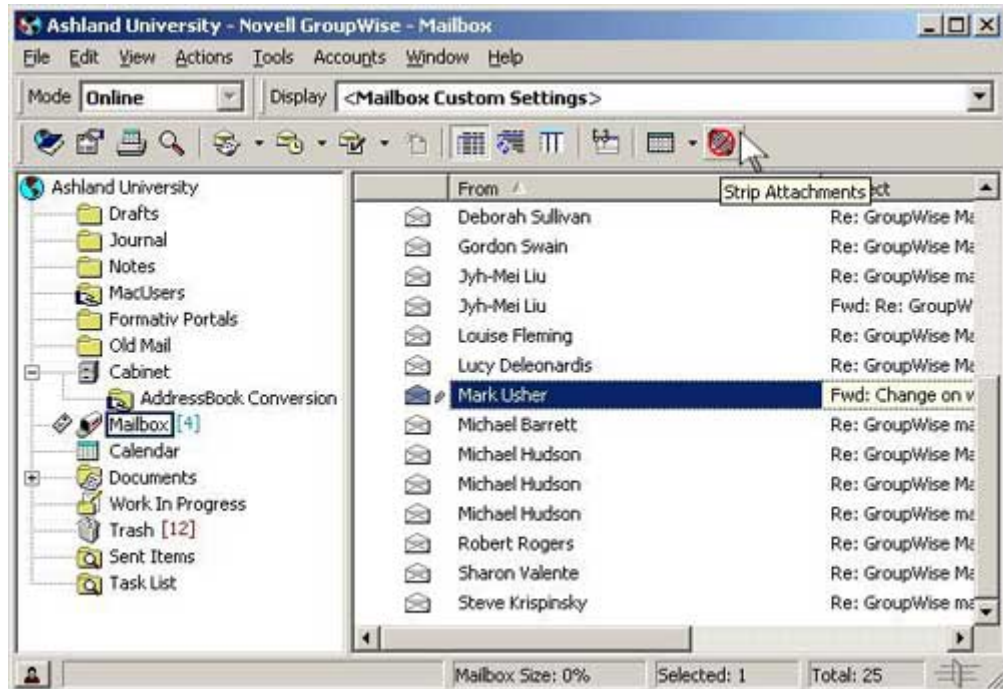 Ashland University - Novell GroupWise - Mailbox
File Edit View Actions Tools Accounts Window Help
Mode Online Display <Mailbox Custom Settings>
Ashland University
Drafts
Journal
Notes
MacUsers
Formativ Portals
Old Mail
Cabinet
AddressBook Conversion
Mailbox [4]
Calendar
Documents
Work In Progress
Trash [12]
Sent Items
Task List
From
Strip Attachments
Deborah Sullivan Re: GroupWise Ma
Gordon Swain Re: GroupWise Ma
Jyh-Mei Liu Re: GroupWise ma
Jyh-Mei Liu Fwd: Re: GroupW
Louise Fleming Re: GroupWise Ma
Lucy Deleonardis Re: GroupWise Ma
Mark Usher Fwd: Change on w
Michael Barrett Re: GroupWise ma
Michael Hudson Re: GroupWise Ma
Michael Hudson Re: GroupWise Ma
Michael Hudson Re: GroupWise ma
Robert Rogers Re: GroupWise Ma
Sharon Valente Re: GroupWise Ma
Steve Krispinsky Re: GroupWise ma
Mailbox Size: 0% Selected: 1 Total: 25